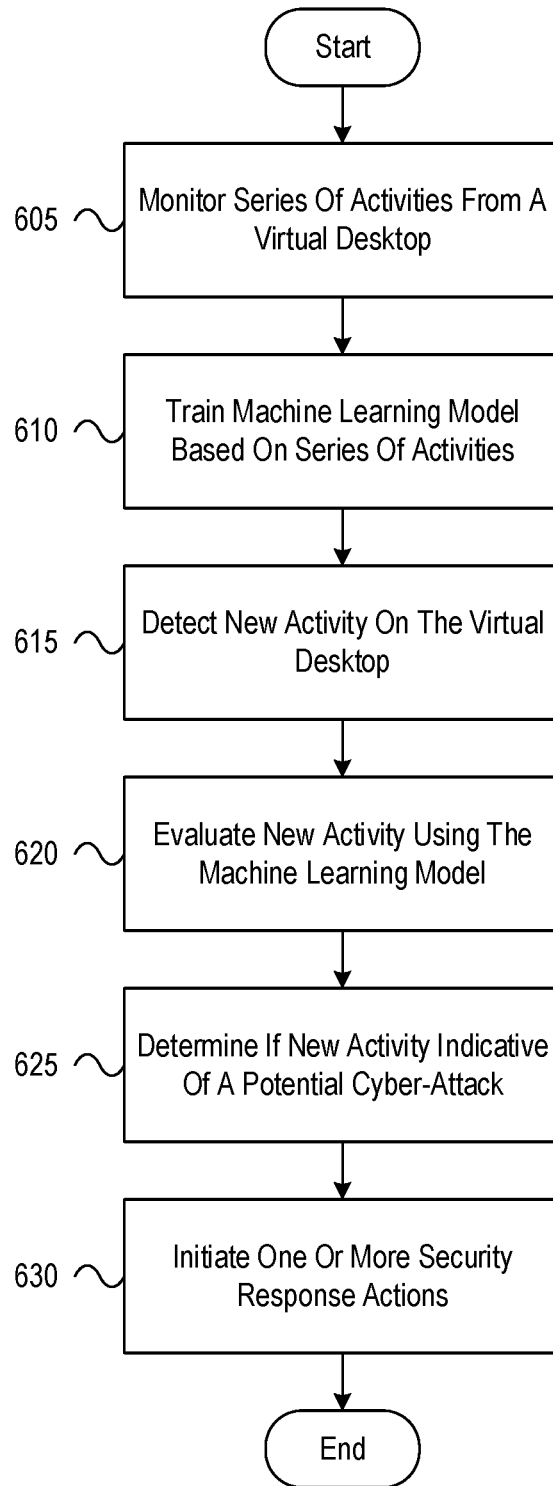 Start
605
Monitor Series Of Activities From A
Virtual Desktop
610
Train Machine Learning Model
Based On Series Of Activities
615
Detect New Activity On The Virtual
Desktop
620
Evaluate New Activity Using The
Machine Learning Model
625
Determine If New Activity Indicative
Of A Potential Cyber-Attack
630
Initiate One Or More Security
Response Actions
End